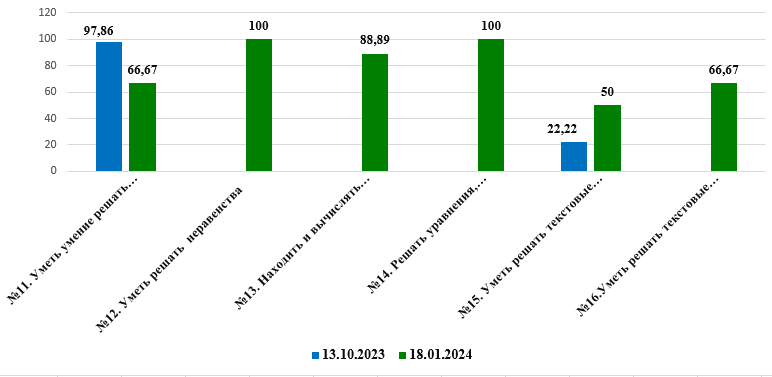 120
100
80
60
40
20
0
97,86
66,67
100
88,89
100
22,22
50
66,67
№11. Уметь умение решать…
№12. Уметь решать  неравенства
№13. Находить и вычислять…
№14. Решать уравнения,…
№15. Уметь решать текстовые…
№16.Уметь решать текстовые…
13.10.2023
18.01.2024